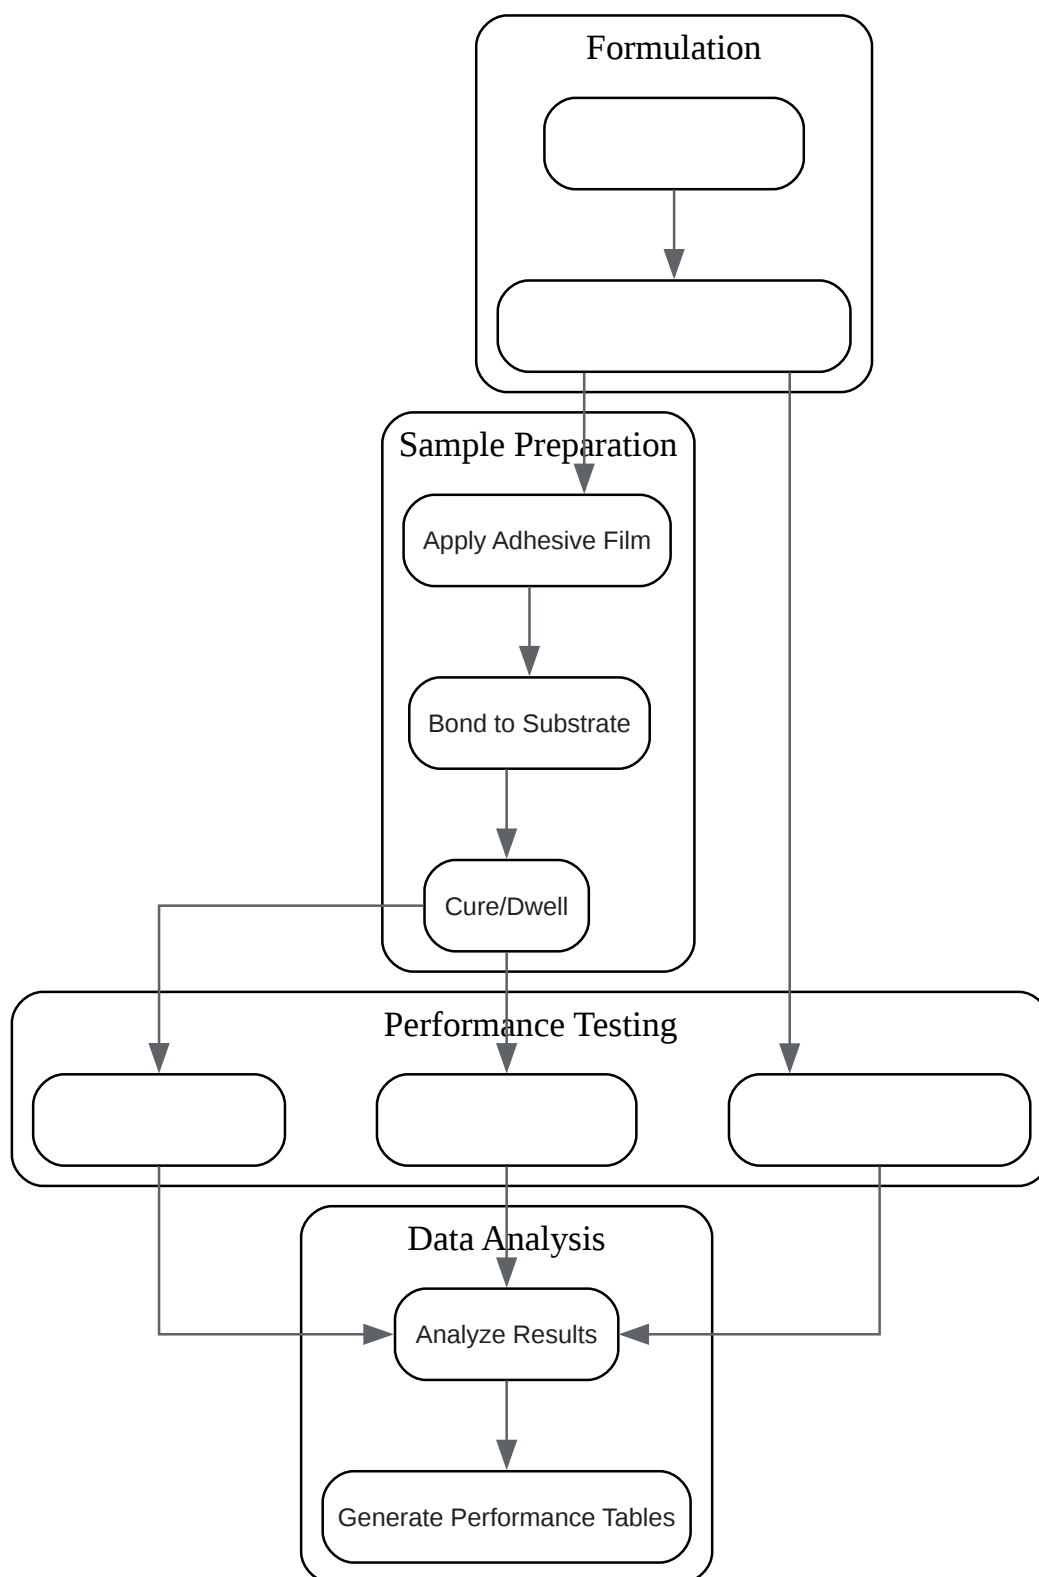 Formulation
Sample Preparation
Apply Adhesive Film
Bond to Substrate
Cure/Dwell
Performance Testing
Data Analysis
Analyze Results
Generate Performance Tables